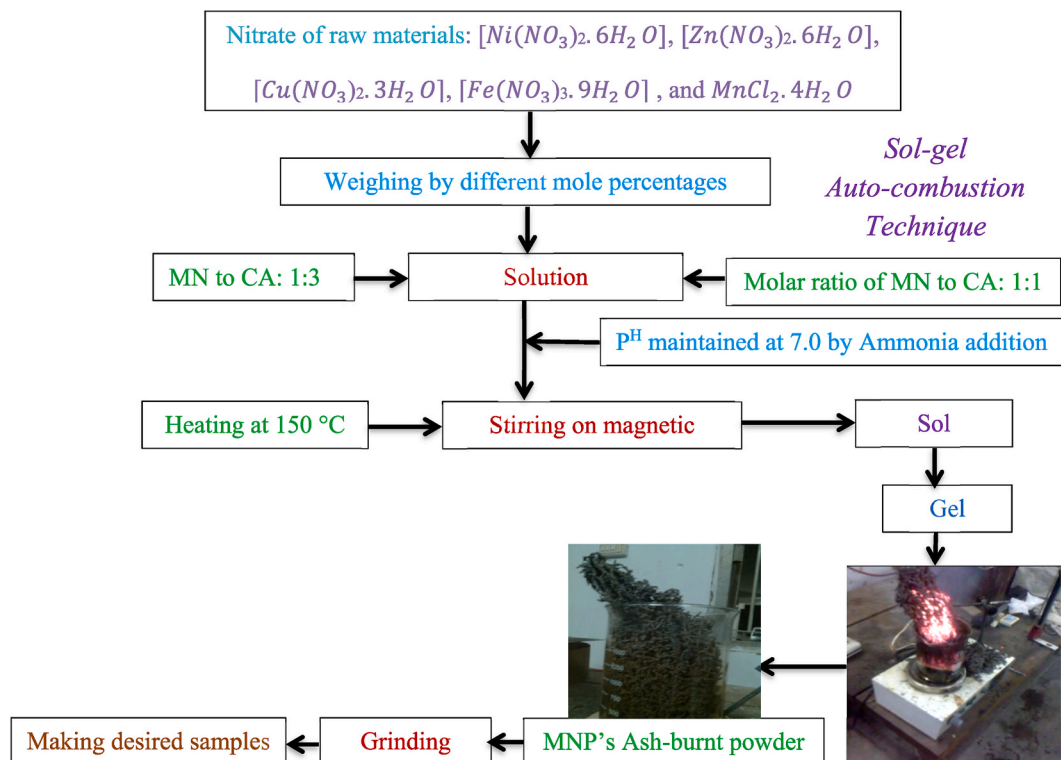 Nitrate of raw materials: [Ni(NO₃)₂. 6H₂ O], [Zn(NO₃)₂. 6H₂ O],
⌈Cu(NO₃)₂. 3H₂ O⌋, ⌈Fe(NO₃)₃. 9H₂ O⌉ , and MnCl₂. 4H₂ O
Sol-gel
Auto-combustion
Technique
Weighing by different mole percentages
MN to CA: 1:3
Solution
Molar ratio of MN to CA: 1:1
Pᴴ maintained at 7.0 by Ammonia addition
Heating at 150 °C
Stirring on magnetic
Sol
Gel
MNP’s Ash-burnt powder
Grinding
Making desired samples